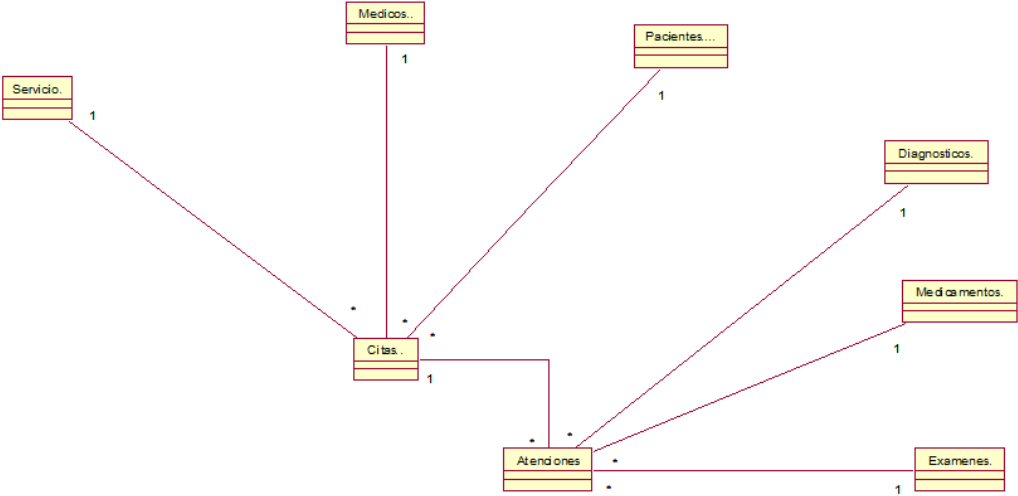 Medicos..
1
Pacientes....
1
Servicio.
1
Diagnosticos.
1
Medicamentos.
1
*
*
*
Citas..
1
*
*
Atenciones
*
*
Examenes.
1